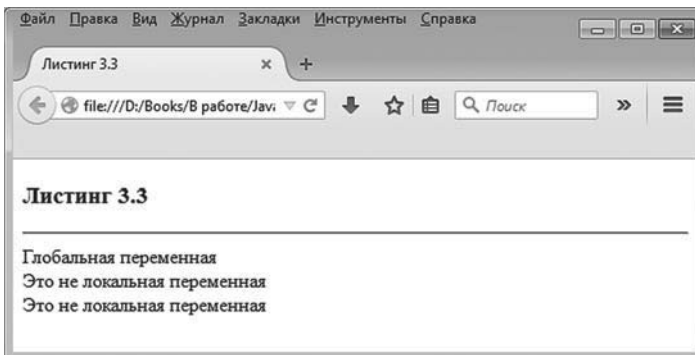 Файл Правка Вид Журнал Закладки Инструменты Справка
Листинг 3.3
file:///D:/Books/В работе/Java
Поиск
Листинг 3.3
Глобальная переменная
Это не локальная переменная
Это не локальная переменная